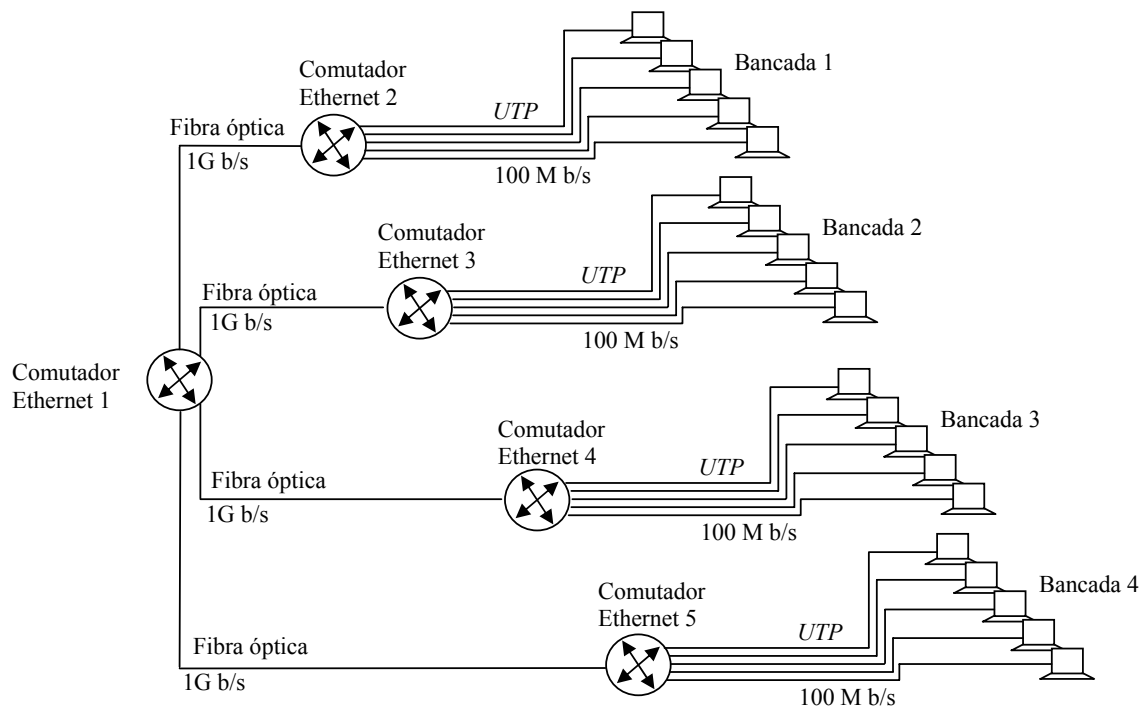 Comutador
Ethernet 2
Bancada 1
UTP
Fibra óptica
1G b/s
100 M b/s
Comutador
Ethernet 3
Bancada 2
UTP
Fibra óptica
1G b/s
100 M b/s
Comutador
Ethernet 1
Comutador
Ethernet 4
Bancada 3
UTP
Fibra óptica
1G b/s
100 M b/s
Comutador
Ethernet 5
Bancada 4
UTP
Fibra óptica
1G b/s
100 M b/s